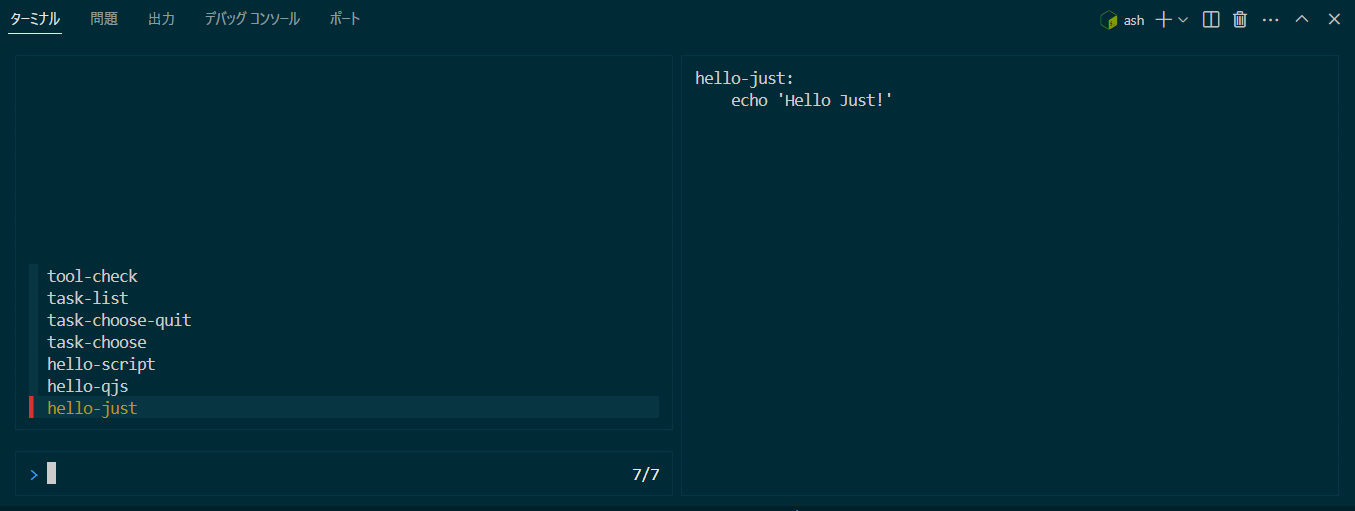 ターミナル 問題 出力 デバッグ コンソール ポート ash
hello-just:
echo 'Hello Just!'
tool-check
task-list
task-choose-quit
task-choose
hello-script
hello-qjs
hello-just
> 7/7